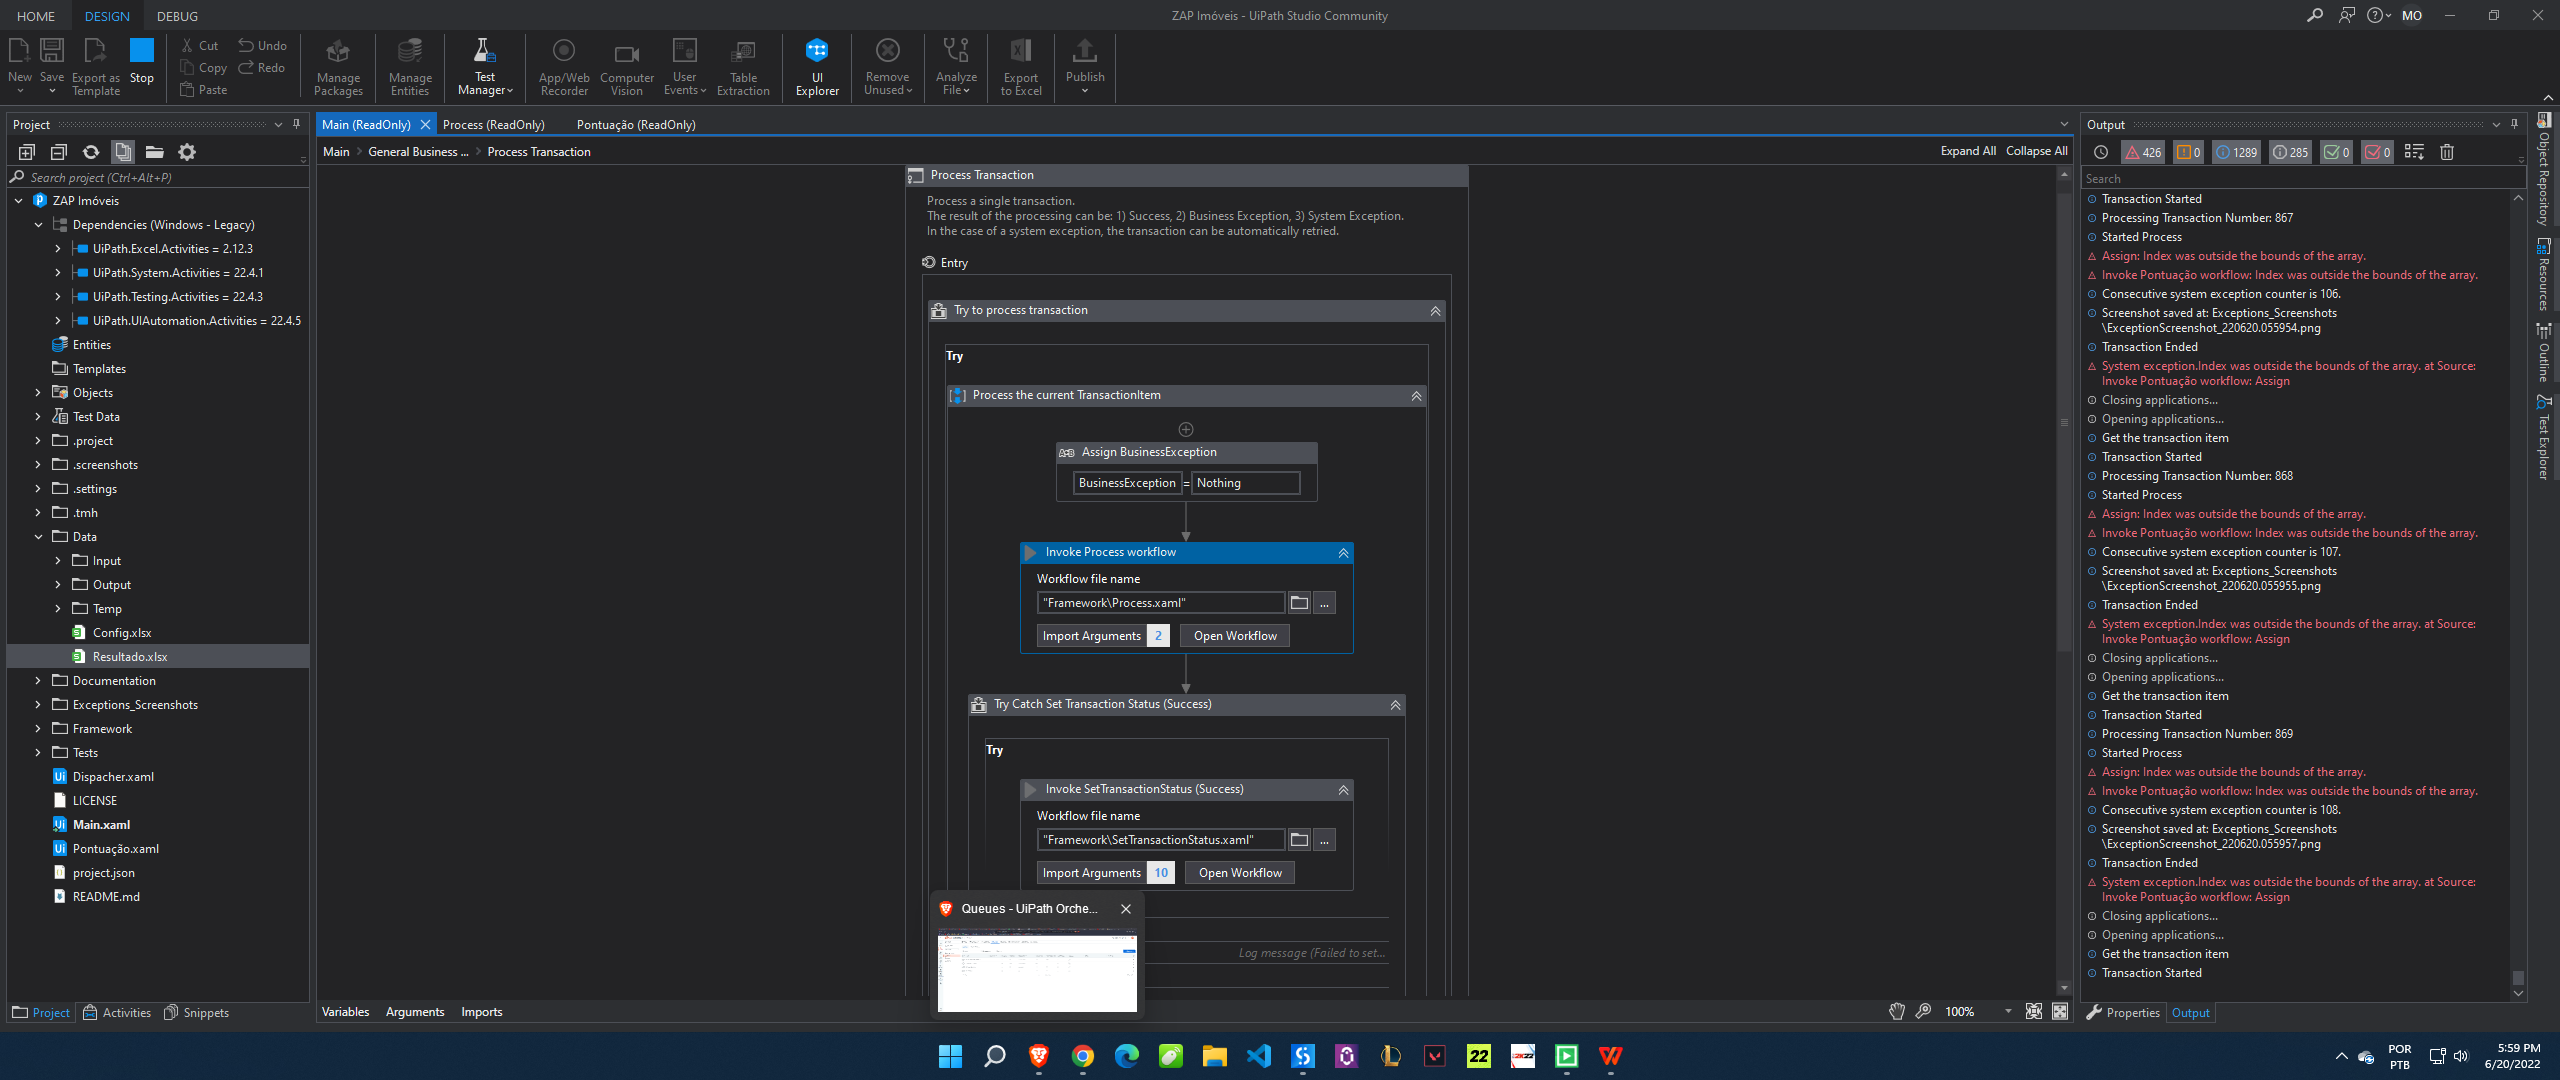 HOME
DESIGN
DEBUG
ZAP Imóveis - UiPath Studio Community
MO
New
Save
Export as Template
Stop
Cut
Copy
Paste
Undo
Redo
Manage Packages
Manage Entities
Test Manager
App/Web Recorder
Computer Vision
User Events
Table Extraction
UI Explorer
Remove Unused
Analyze File
Export to Excel
Publish
Project
Search project (Ctrl+Alt+P)
ZAP Imóveis
Dependencies (Windows - Legacy)
UiPath.Excel.Activities = 2.12.3
UiPath.System.Activities = 22.4.1
UiPath.Testing.Activities = 22.4.3
UiPath.UIAutomation.Activities = 22.4.5
Entities
Templates
Objects
Test Data
.project
.screenshots
.settings
.tmh
Data
Input
Output
Temp
Config.xlsx
Resultado.xlsx
Documentation
Exceptions_Screenshots
Framework
Tests
Dispacher.xaml
LICENSE
Main.xaml
Pontuação.xaml
project.json
README.md
Project
Activities
Snippets
Main (ReadOnly)
Process (ReadOnly)
Pontuação (ReadOnly)
Main > General Business ... > Process Transaction
Expand All
Collapse All
Process Transaction
Process a single transaction.
The result of the processing can be: 1) Success, 2) Business Exception, 3) System Exception.
In the case of a system exception, the transaction can be automatically retried.
Entry
Try to process transaction
Try
Process the current TransactionItem
Assign BusinessException
BusinessException = Nothing
Invoke Process workflow
Workflow file name
"Framework\Process.xaml"
...
Import Arguments 2
Open Workflow
Try Catch Set Transaction Status (Success)
Try
Invoke SetTransactionStatus (Success)
Workflow file name
"Framework\SetTransactionStatus.xaml"
...
Import Arguments 10
Open Workflow
Queues - UiPath Orche...
Log message (Failed to set...
Variables
Arguments
Imports
100%
Output
426
0
1289
285
0
0
Search
Transaction Started
Processing Transaction Number: 867
Started Process
Assign: Index was outside the bounds of the array.
Invoke Pontuação workflow: Index was outside the bounds of the array.
Consecutive system exception counter is 106.
Screenshot saved at: Exceptions_Screenshots
\ExceptionScreenshot_220620.055954.png
Transaction Ended
System exception.Index was outside the bounds of the array. at Source:
Invoke Pontuação workflow: Assign
Closing applications...
Opening applications...
Get the transaction item
Transaction Started
Processing Transaction Number: 868
Started Process
Assign: Index was outside the bounds of the array.
Invoke Pontuação workflow: Index was outside the bounds of the array.
Consecutive system exception counter is 107.
Screenshot saved at: Exceptions_Screenshots
\ExceptionScreenshot_220620.055955.png
Transaction Ended
System exception.Index was outside the bounds of the array. at Source:
Invoke Pontuação workflow: Assign
Closing applications...
Opening applications...
Get the transaction item
Transaction Started
Processing Transaction Number: 869
Started Process
Assign: Index was outside the bounds of the array.
Invoke Pontuação workflow: Index was outside the bounds of the array.
Consecutive system exception counter is 108.
Screenshot saved at: Exceptions_Screenshots
\ExceptionScreenshot_220620.055957.png
Transaction Ended
System exception.Index was outside the bounds of the array. at Source:
Invoke Pontuação workflow: Assign
Closing applications...
Opening applications...
Get the transaction item
Transaction Started
Properties
Output
Object Repository
Resources
Outline
Test Explorer
22
2K22
POR
PTB
5:59 PM
6/20/2022